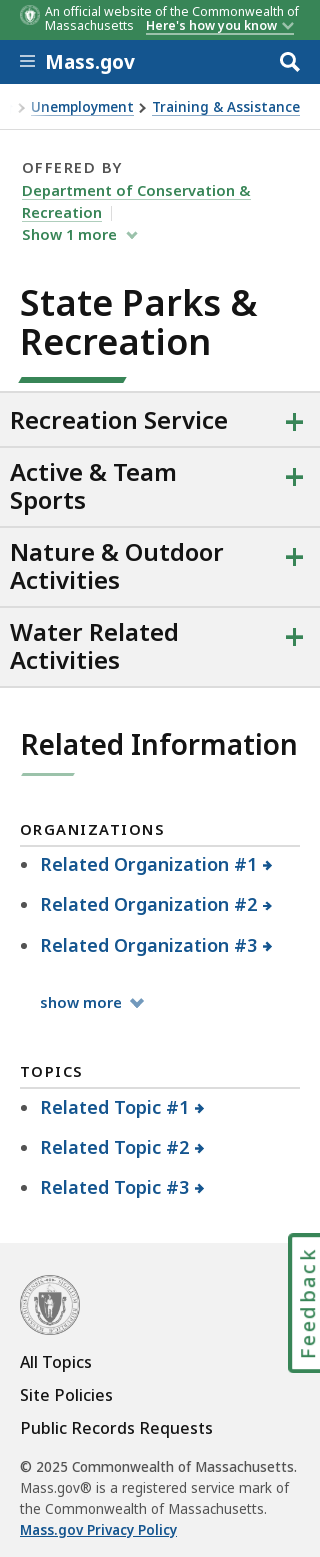 An official website of the Commonwealth of
Massachusetts Here's how you know
Mass.gov
Unemployment Training & Assistance
OFFERED BY
Department of Conservation &
Recreation
Show 1 more
State Parks &
Recreation
Recreation Service
Active & Team
Sports
Nature & Outdoor
Activities
Water Related
Activities
Related Information
ORGANIZATIONS
Related Organization #1
Related Organization #2
Related Organization #3
show more
TOPICS
Related Topic #1
Related Topic #2
Related Topic #3
Feedback
All Topics
Site Policies
Public Records Requests
© 2025 Commonwealth of Massachusetts.
Mass.gov® is a registered service mark of
the Commonwealth of Massachusetts.
Mass.gov Privacy Policy